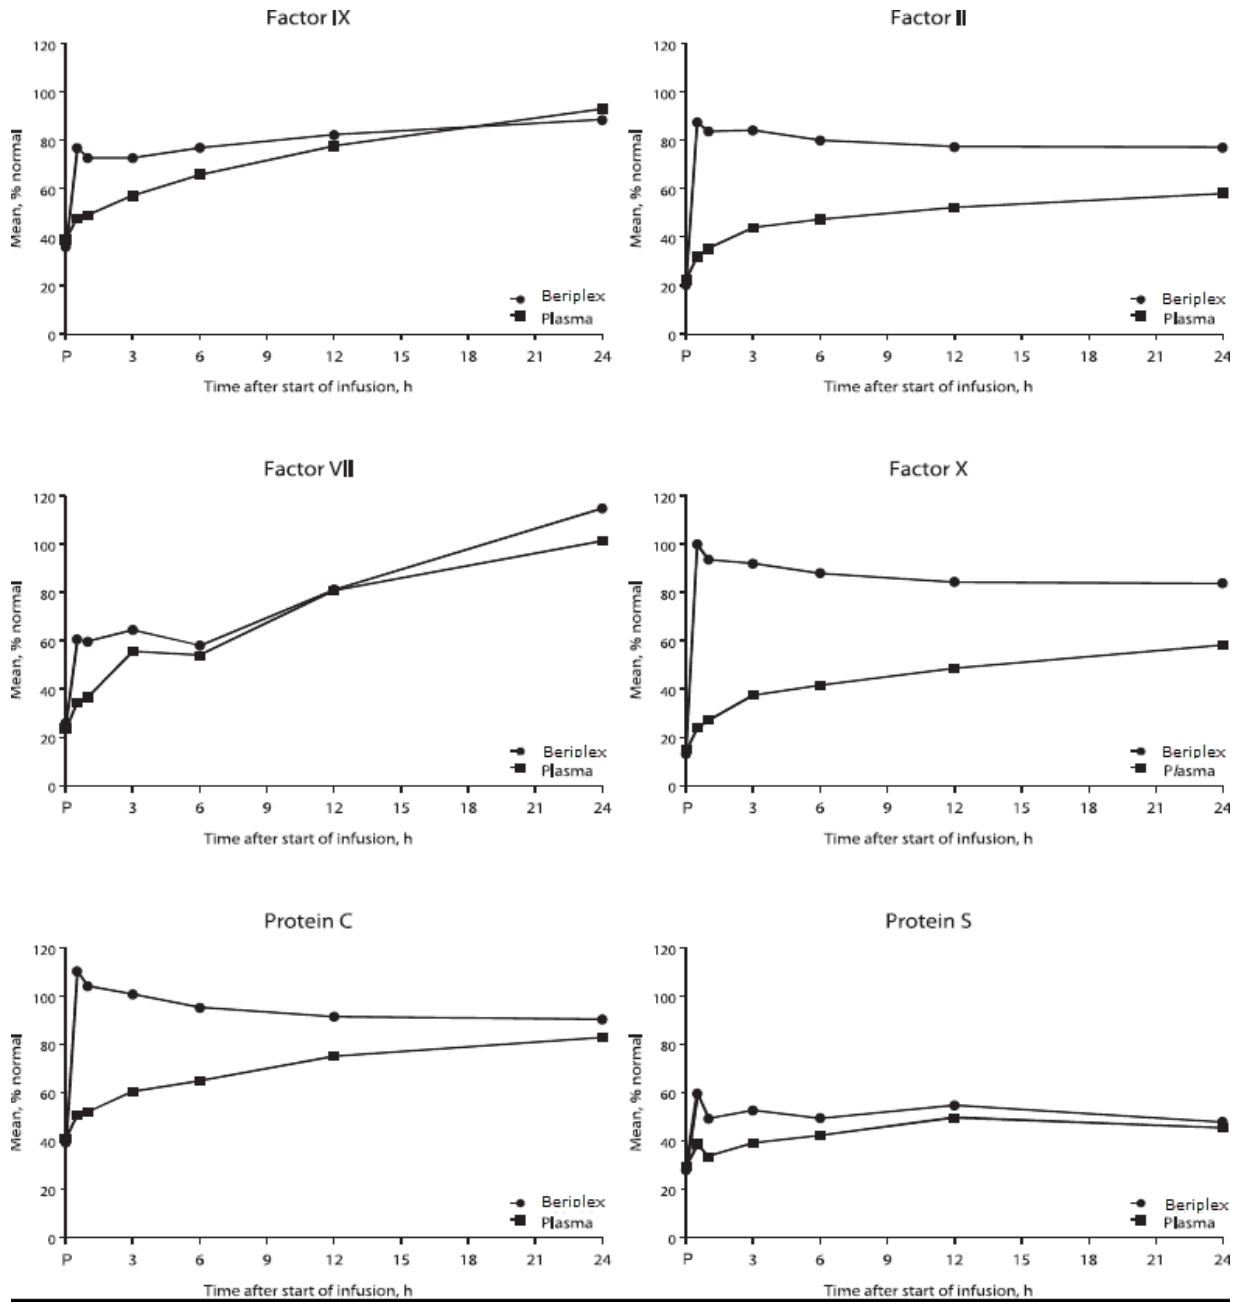 Factor IX
120
100
80
60
40
20
0
Mean, % normal
Beriplex
Plasma
P 3 6 9 12 15 18 21 24
Time after start of infusion, h
Factor II
120
100
80
60
40
20
0
Mean, % normal
Beriplex
Plasma
P 3 6 9 12 15 18 21 24
Time after start of infusion, h
Factor VII
120
100
80
60
40
20
0
Mean, % normal
Beriplex
Plasma
P 3 6 9 12 15 18 21 24
Time after start of infusion, h
Factor X
120
100
80
60
40
20
0
Mean, % normal
Beriplex
Plasma
P 3 6 9 12 15 18 21 24
Time after start of infusion, h
Protein C
120
100
80
60
40
20
0
Mean, % normal
Beriplex
Plasma
P 3 6 9 12 15 18 21 24
Time after start of infusion, h
Protein S
120
100
80
60
40
20
0
Mean, % normal
Beriplex
Plasma
P 3 6 9 12 15 18 21 24
Time after start of infusion, h